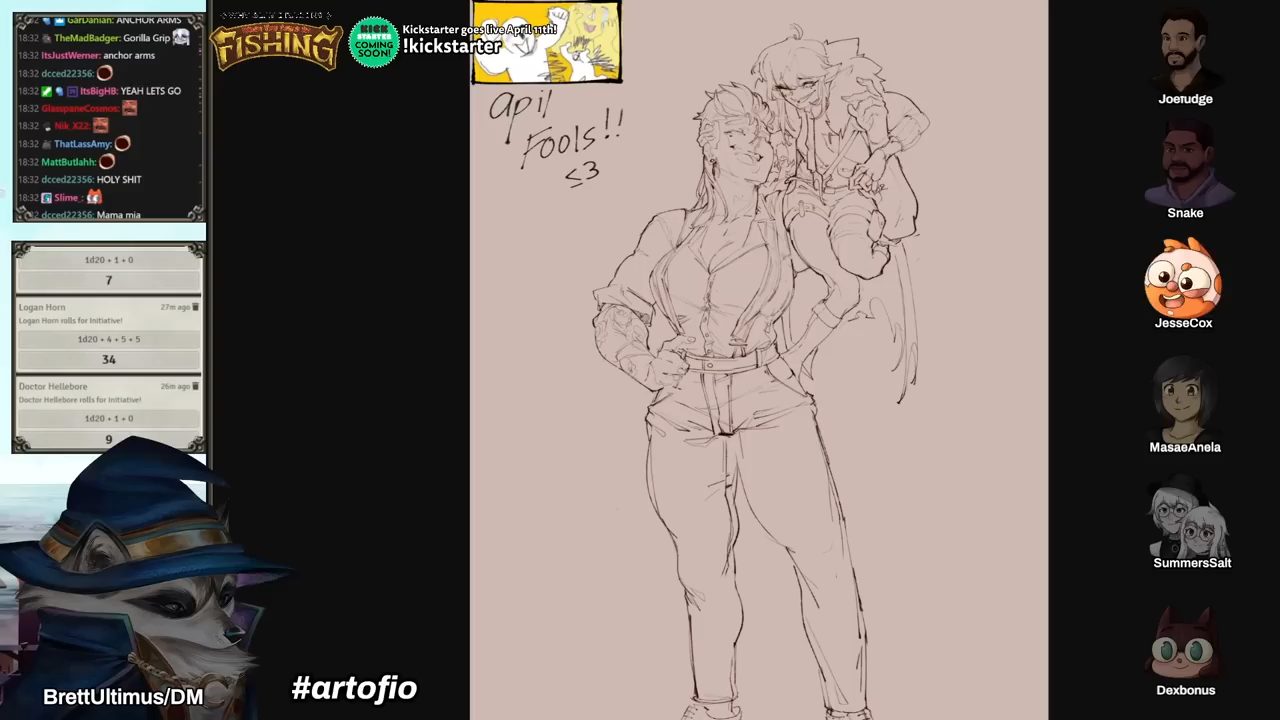 GarDanian: ANCHOR ARMS
18:32 TheMadBadger: Gorilla Grip
18:32 ItsJustWerner: anchor arms
18:32 dcced22356:
18:32 ItsBigHB: YEAH LETS GO
18:32 GlasspaneCosmos:
18:32 Nik_X22:
18:32 ThatLassAmy:
18:32 MattButlahh:
18:32 dcced22356: HOLY SHIT
18:32 Slime_:
18:32 dcced22356: Mama mia
1d20 + 1 + 0
7
Logan Horn 27m ago
Logan Horn rolls for Initiative!
1d20 + 4 + 5 + 5
34
Doctor Hellebore 26m ago
Doctor Hellebore rolls for Initiative!
1d20 + 1 + 0
9
BrettUltimus/DM
#artofio
FISHING
KICK
STARTER
COMING
SOON!
Kickstarter goes live April 11th!
!kickstarter
apil
FOOLS!!
≤3
Joetudge
Snake
JesseCox
MasaeAnela
SummersSalt
Dexbonus